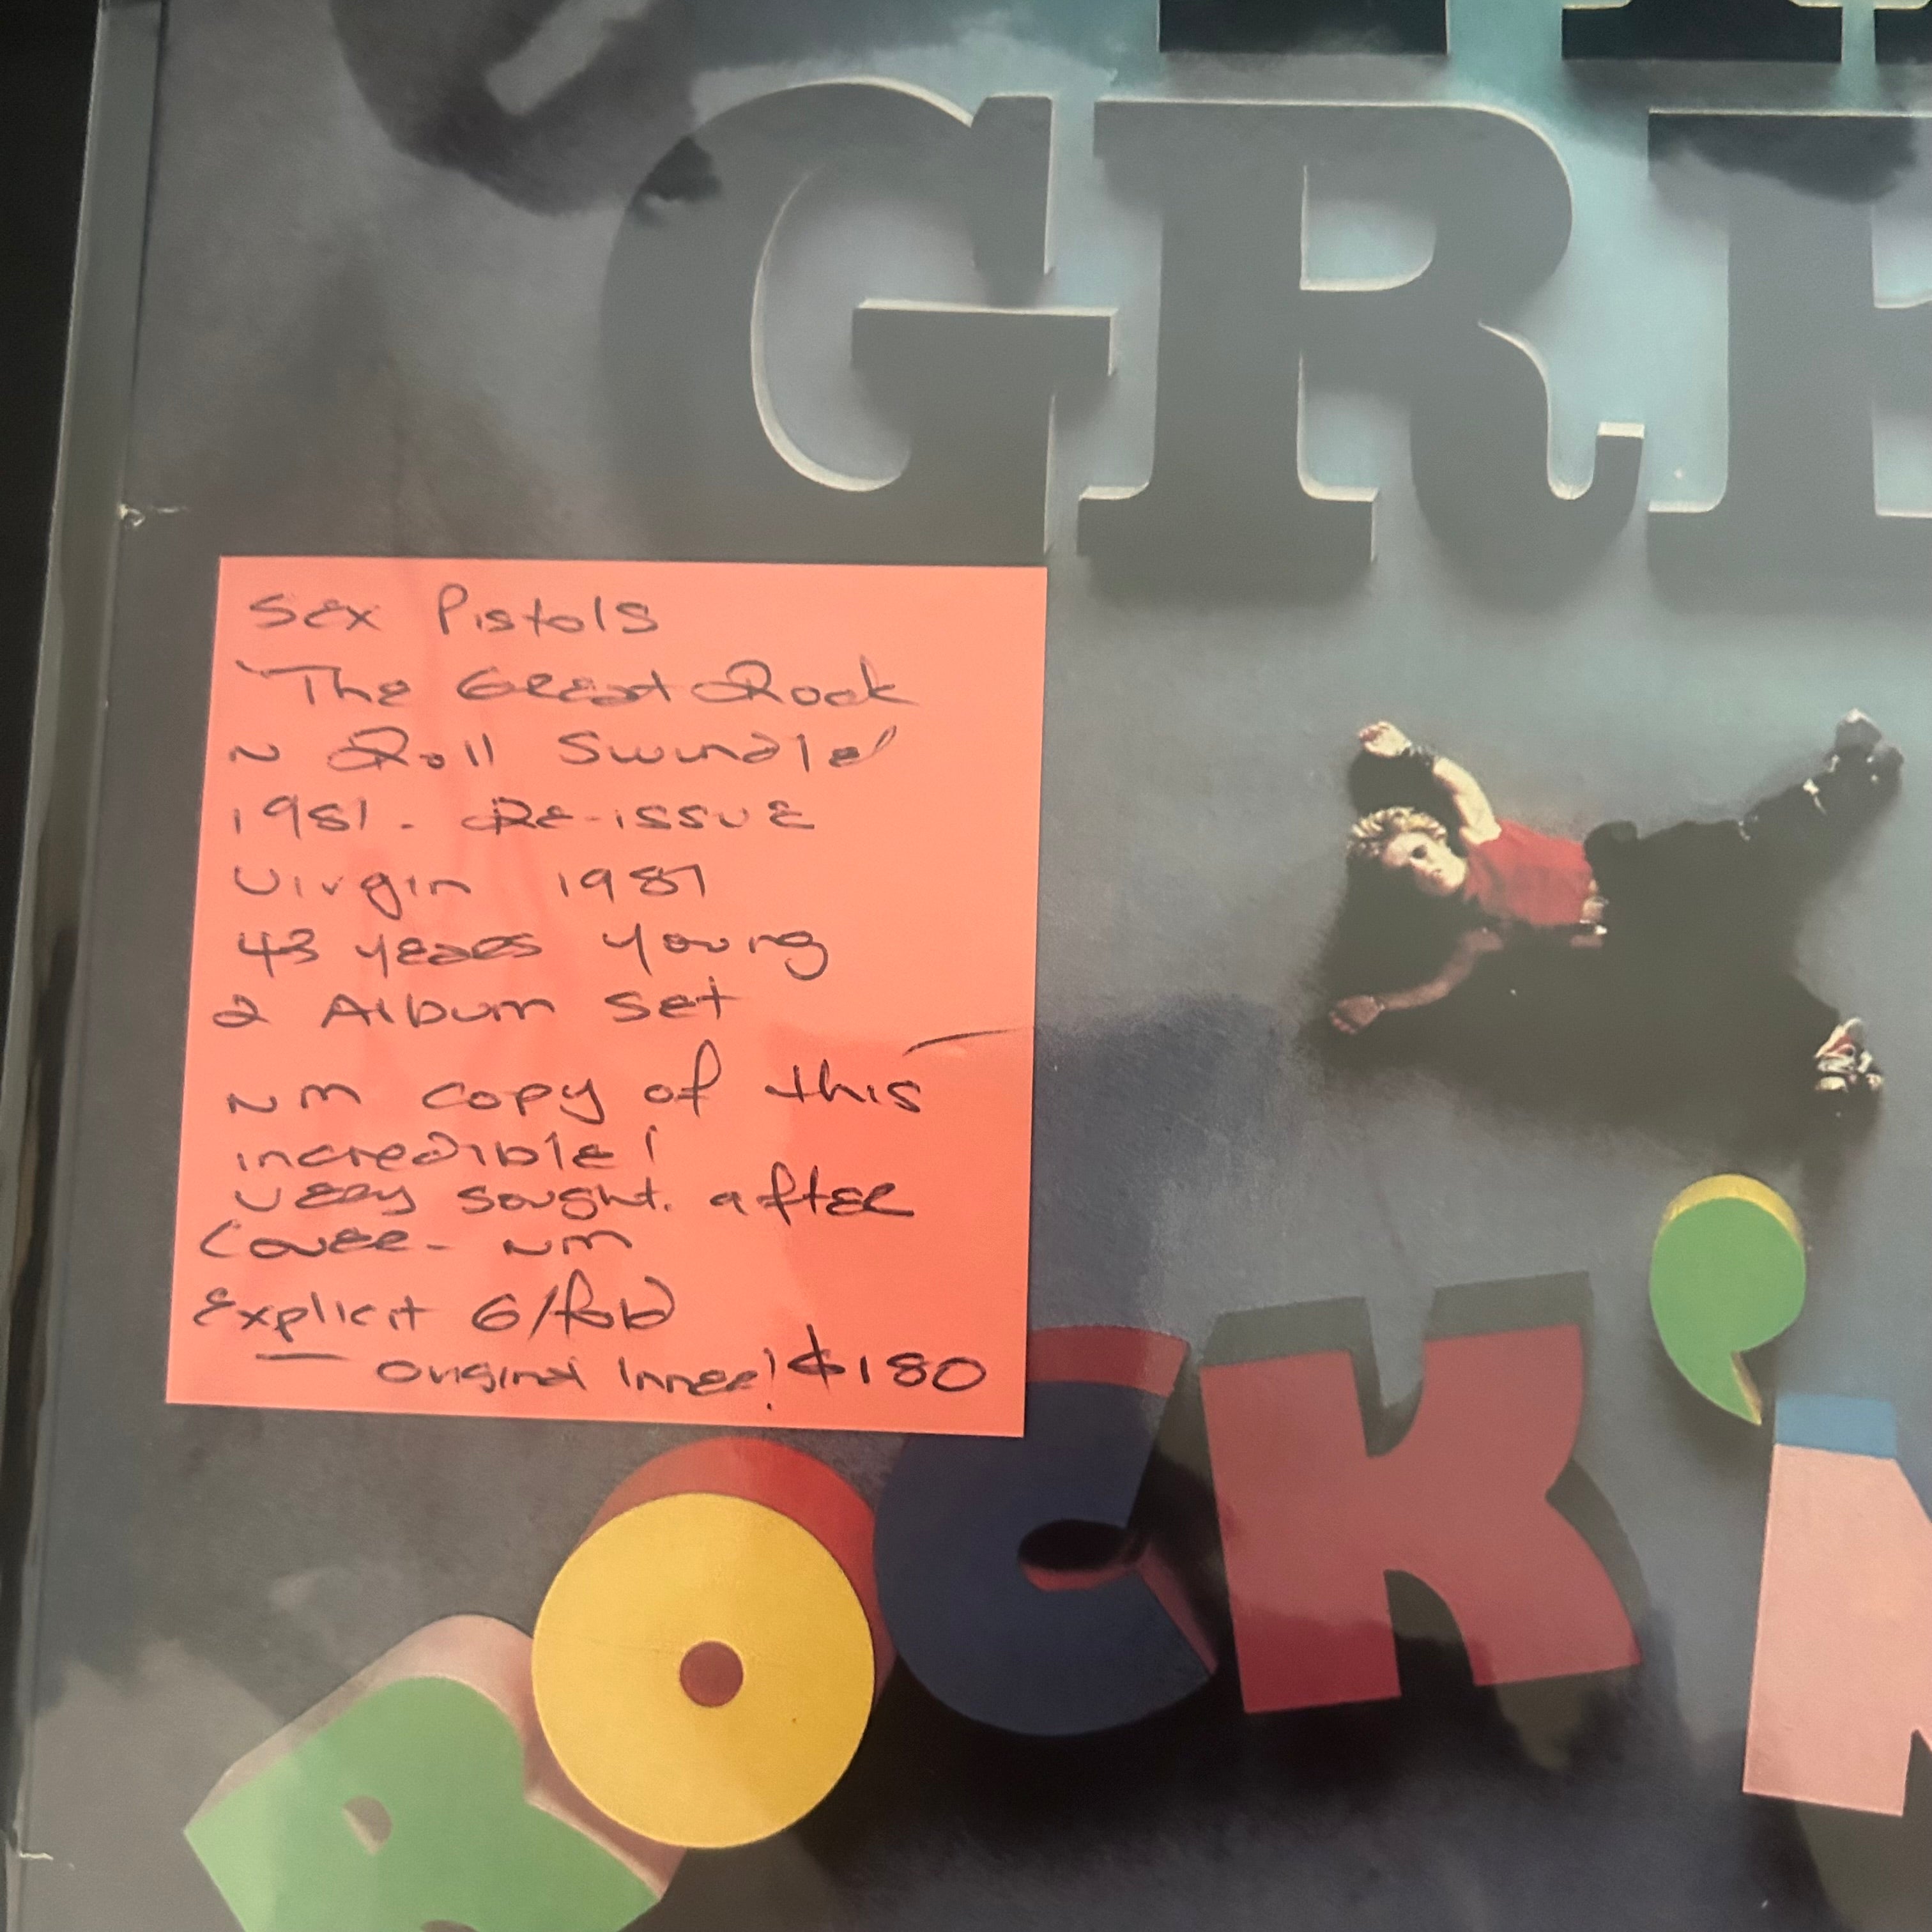 GRE
Sex Pistols
'The Great Rock
N Roll Swindle'
1981. Re-issue
Virgin 1981
43 years young
2 Album set
NM copy of this
incredible!
Very sought. after
Cover - NM
Explicit G/fold
Original Inner! $180
ROCK'N